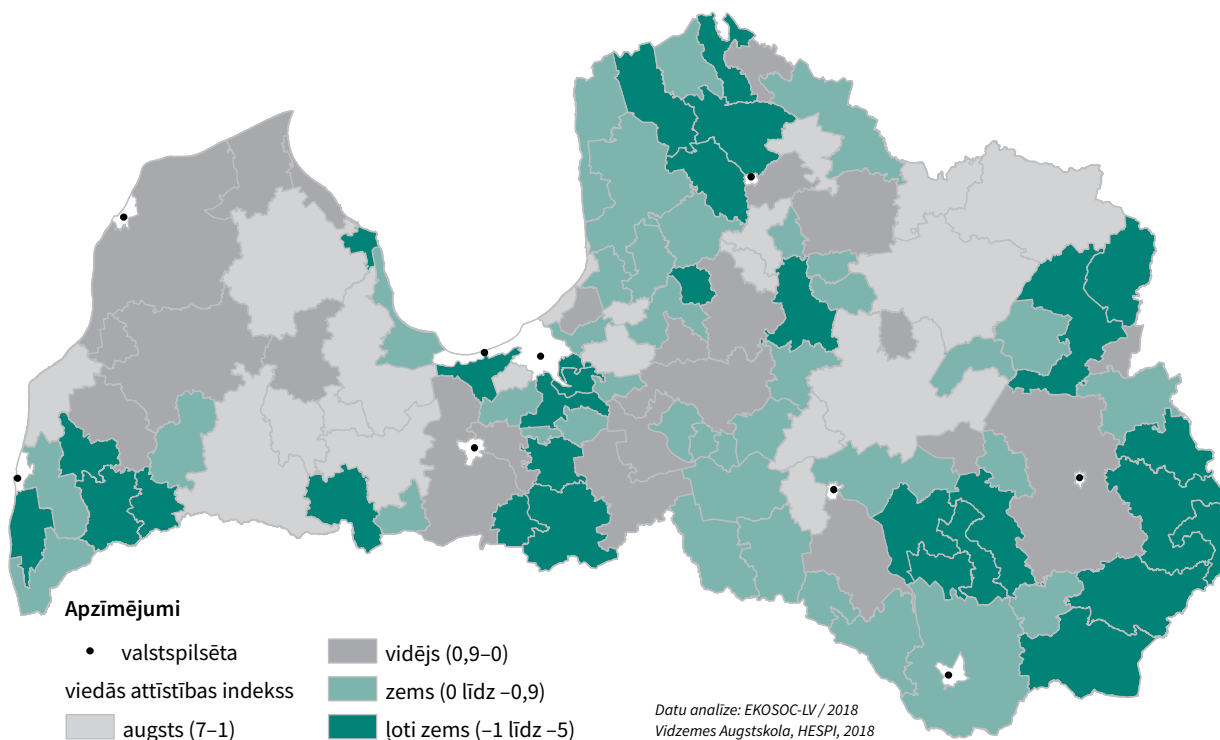 Apzīmējumi
valstspilsēta
viedās attīstības indekss
augsts (7–1)
vidējs (0,9–0)
zems (0 līdz –0,9)
ļoti zems (–1 līdz –5)
Datu analīze: EKOSOC-LV / 2018
Vidzemes Augstskola, HESPI, 2018